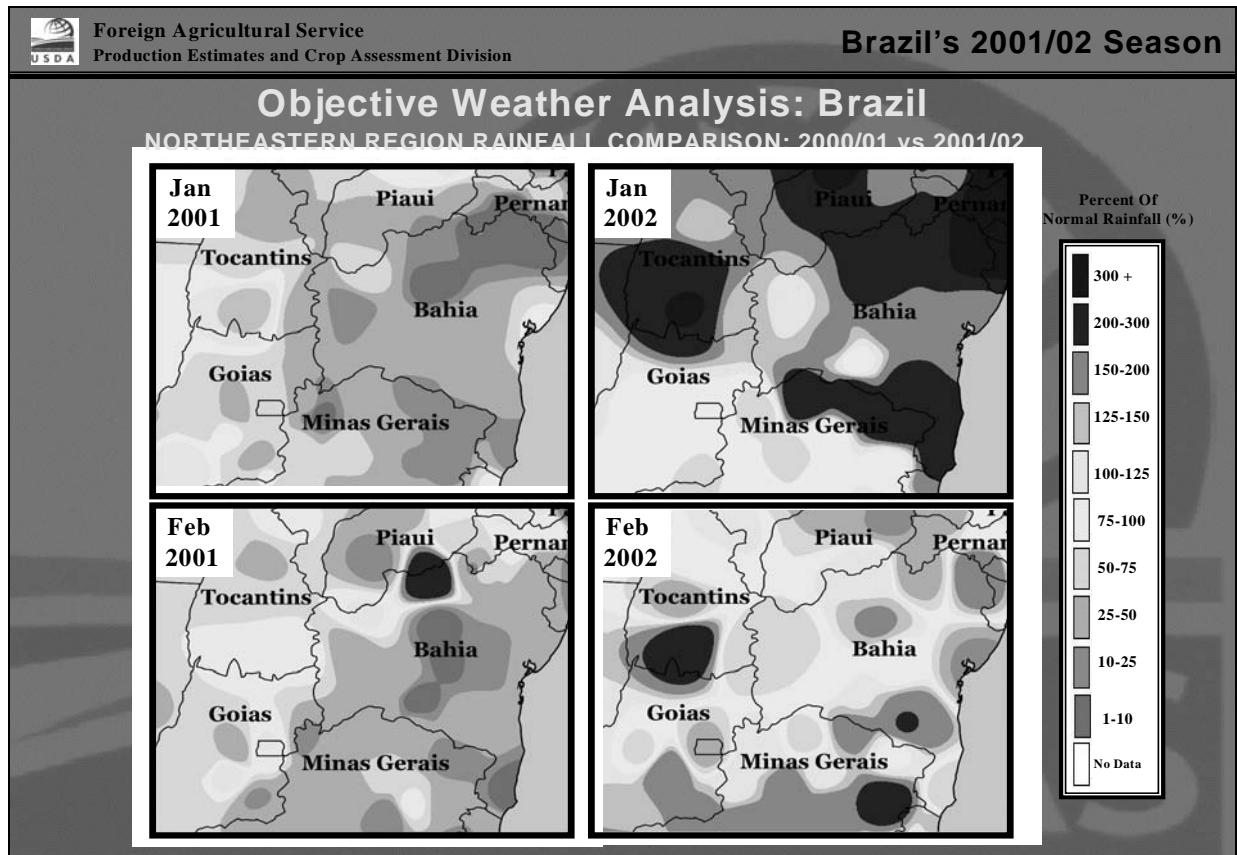 USDA
Foreign Agricultural Service
Production Estimates and Crop Assessment Division
Brazil's 2001/02 Season
Objective Weather Analysis: Brazil
NORTHEASTERN REGION RAINFALL COMPARISON: 2000/01 vs 2001/02
Jan
2001
Piaui
Pernar
Tocantins
Bahia
Goias
Minas Gerais
Jan
2002
Piaui
Pernar
Tocantins
Bahia
Goias
Minas Gerais
Feb
2001
Piaui
Pernar
Tocantins
Bahia
Goias
Minas Gerais
Feb
2002
Piaui
Pernar
Tocantins
Bahia
Goias
Minas Gerais
Percent Of
Normal Rainfall (%)
300 +
200-300
150-200
125-150
100-125
75-100
50-75
25-50
10-25
1-10
No Data